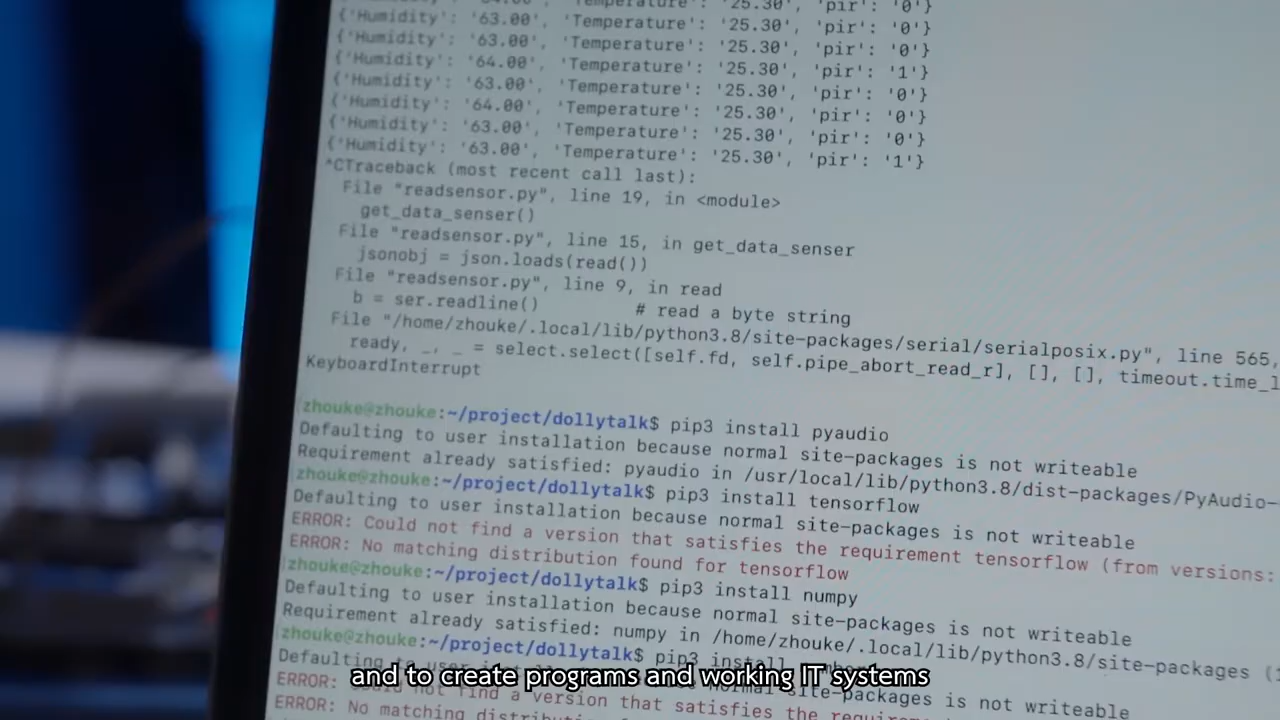 'Temperature': '25.30', 'pir': '0'}
{'Humidity': '63.00', 'Temperature': '25.30', 'pir': '0'}
{'Humidity': '63.00', 'Temperature': '25.30', 'pir': '0'}
{'Humidity': '64.00', 'Temperature': '25.30', 'pir': '1'}
{'Humidity': '63.00', 'Temperature': '25.30', 'pir': '0'}
{'Humidity': '64.00', 'Temperature': '25.30', 'pir': '0'}
{'Humidity': '63.00', 'Temperature': '25.30', 'pir': '0'}
{'Humidity': '63.00', 'Temperature': '25.30', 'pir': '1'}
^CTraceback (most recent call last):
File "readsensor.py", line 19, in <module>
get_data_senser()
File "readsensor.py", line 15, in get_data_senser
jsonobj = json.loads(read())
File "readsensor.py", line 9, in read
b = ser.readline() # read a byte string
File "/home/zhouke/.local/lib/python3.8/site-packages/serial/serialposix.py", line 565,
ready, _, _ = select.select([self.fd, self.pipe_abort_read_r], [], [], timeout.time_l
KeyboardInterrupt
zhouke@zhouke:~/project/dollytalk$ pip3 install pyaudio
Defaulting to user installation because normal site-packages is not writeable
Requirement already satisfied: pyaudio in /usr/local/lib/python3.8/dist-packages/PyAudio-
zhouke@zhouke:~/project/dollytalk$ pip3 install tensorflow
Defaulting to user installation because normal site-packages is not writeable
ERROR: Could not find a version that satisfies the requirement tensorflow (from versions:
ERROR: No matching distribution found for tensorflow
zhouke@zhouke:~/project/dollytalk$ pip3 install numpy
Defaulting to user installation because normal site-packages is not writeable
Requirement already satisfied: numpy in /home/zhouke/.local/lib/python3.8/site-packages (1
zhouke@zhouke:~/project/dollytalk$ pip3 install
Defaulting to user site-packages is not writeable
ERROR: Could not find a version that satisfies the
ERROR: No matching distribution
and to create programs and working IT systems